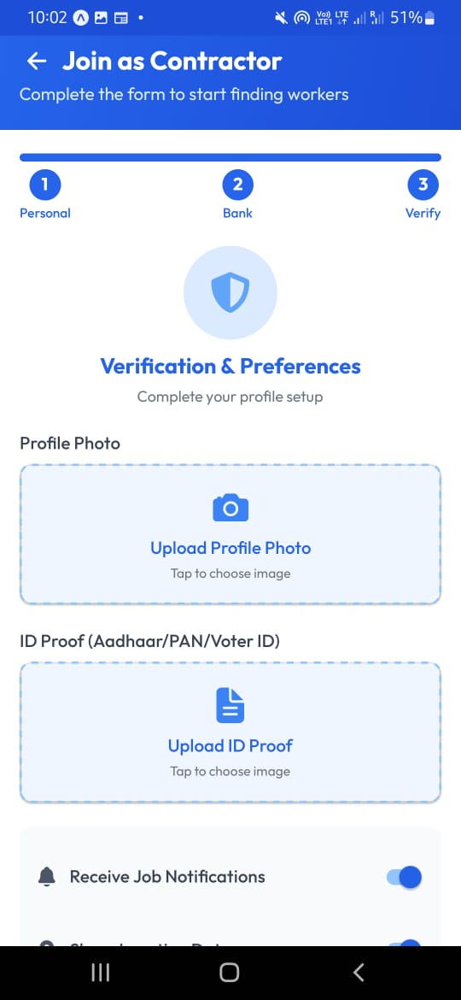 10:02
Vo) LTE
LTE1 R
51%
Join as Contractor
Complete the form to start finding workers
1 2 3
Personal Bank Verify
Verification & Preferences
Complete your profile setup
Profile Photo
Upload Profile Photo
Tap to choose image
ID Proof (Aadhaar/PAN/Voter ID)
Upload ID Proof
Tap to choose image
Receive Job Notifications